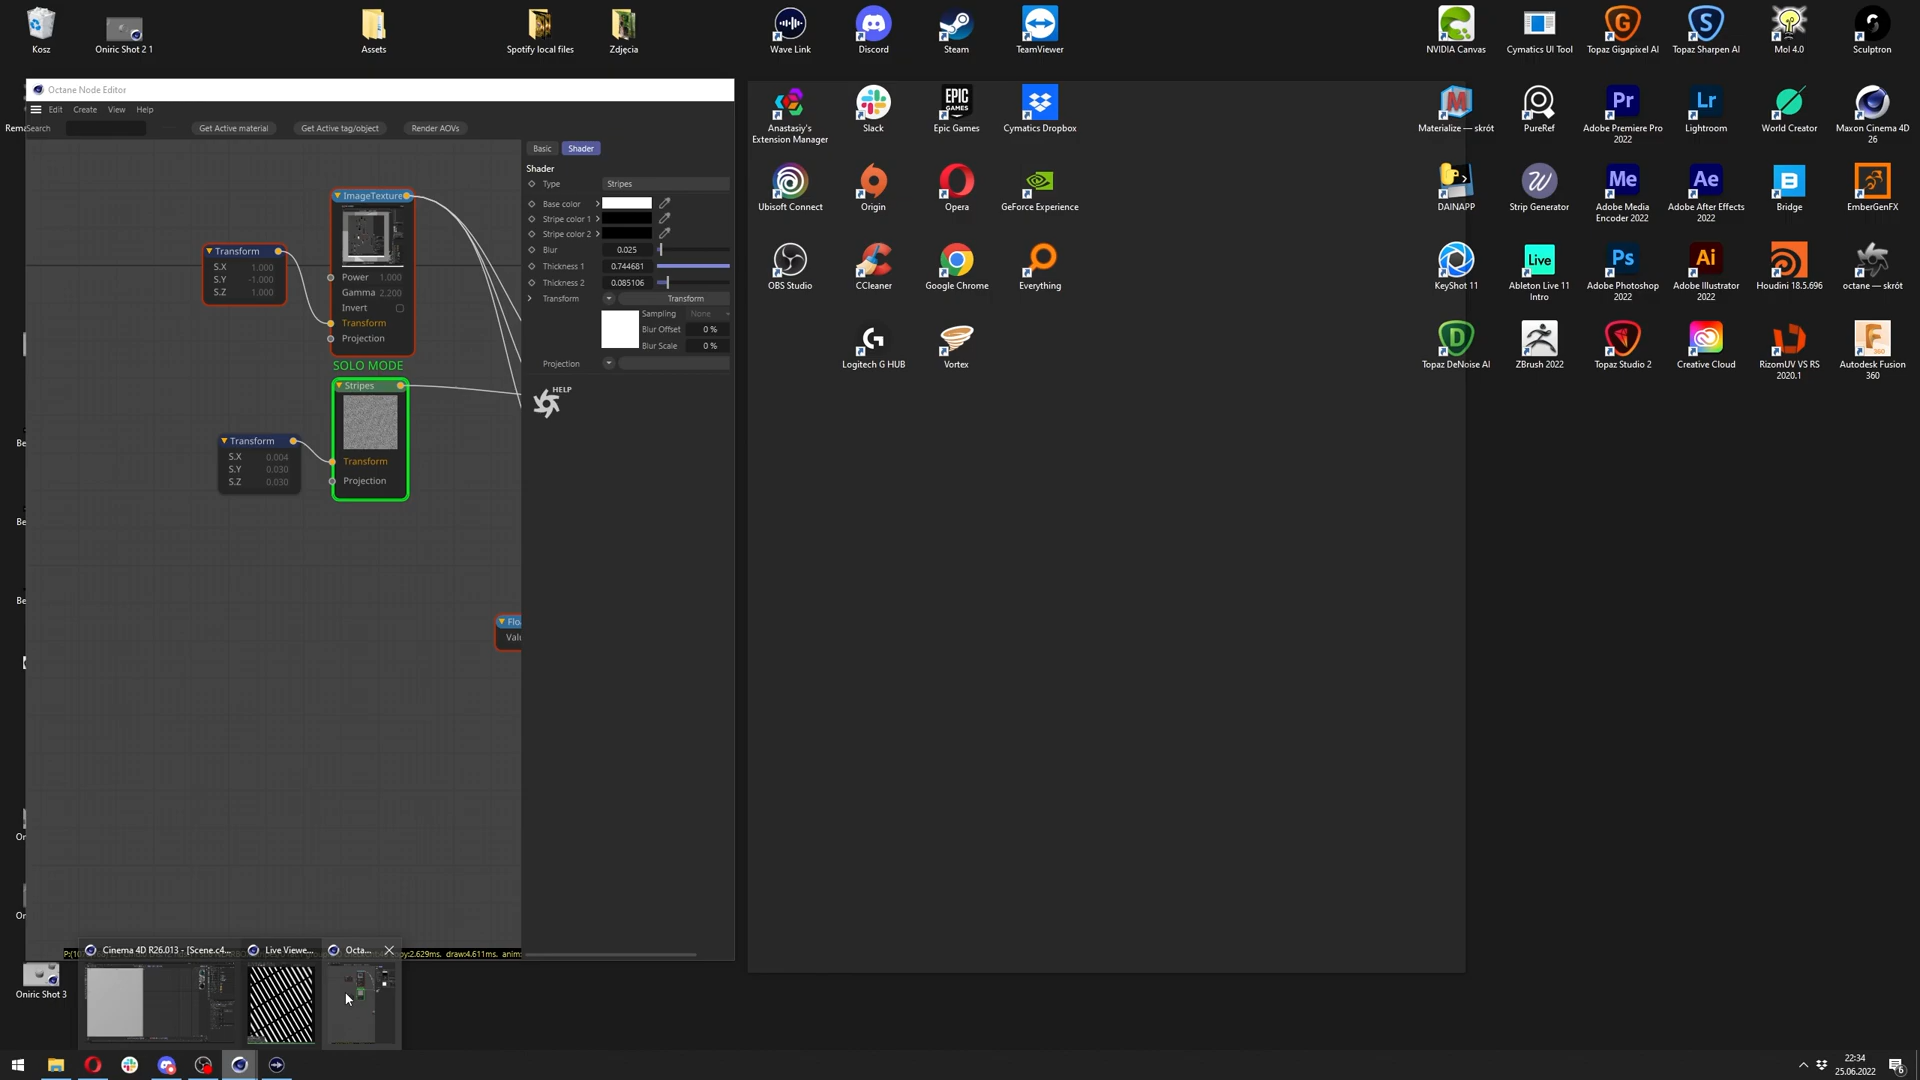 Kosz
Oniric Shot 2 1
Assets
Spotify local files
Zdjęcia
Wave Link
Discord
Steam
TeamViewer
NVIDIA Canvas
Cymatics UI Tool
Topaz Gigapixel AI
Topaz Sharpen AI
MoI 4.0
Sculptron
Octane Node Editor
Edit
Create
View
Help
Search
Get Active material
Get Active tag/object
Render AOVs
Basic
Shader
Shader
Type
Stripes
Base color
Stripe color 1
Stripe color 2
Blur
0.025
Thickness 1
0.744681
Thickness 2
0.085106
Transform
Transform
Sampling
None
Blur Offset
0 %
Blur Scale
0 %
Projection
HELP
ImageTexture
Power 1.000
Gamma 2.200
Invert
Transform
Projection
Transform
S.X 1.000
S.Y -1.000
S.Z 1.000
SOLO MODE
Stripes
Transform
Projection
Transform
S.X 0.004
S.Y 0.030
S.Z 0.030
Anastasiy's
Extension Manager
Slack
Epic Games
Cymatics Dropbox
Materialize — skrót
PureRef
Adobe Premiere Pro
2022
Lightroom
World Creator
Maxon Cinema 4D
26
Ubisoft Connect
Origin
Opera
GeForce Experience
DAINAPP
Strip Generator
Adobe Media
Encoder 2022
Adobe After Effects
2022
Bridge
EmberGenFX
OBS Studio
CCleaner
Google Chrome
Everything
KeyShot 11
Ableton Live 11
Intro
Adobe Photoshop
2022
Adobe Illustrator
2022
Houdini 18.5.696
octane — skrót
Logitech G HUB
Vortex
Topaz DeNoise AI
ZBrush 2022
Topaz Studio 2
Creative Cloud
RizomUV VS RS
2020.1
Autodesk Fusion
360
Cinema 4D R26.013 - [Scene.c4...
Live Viewe...
Octa...
py:2.629ms. draw:4.611ms. anim:
Oniric Shot 3
22:34
25.06.2022